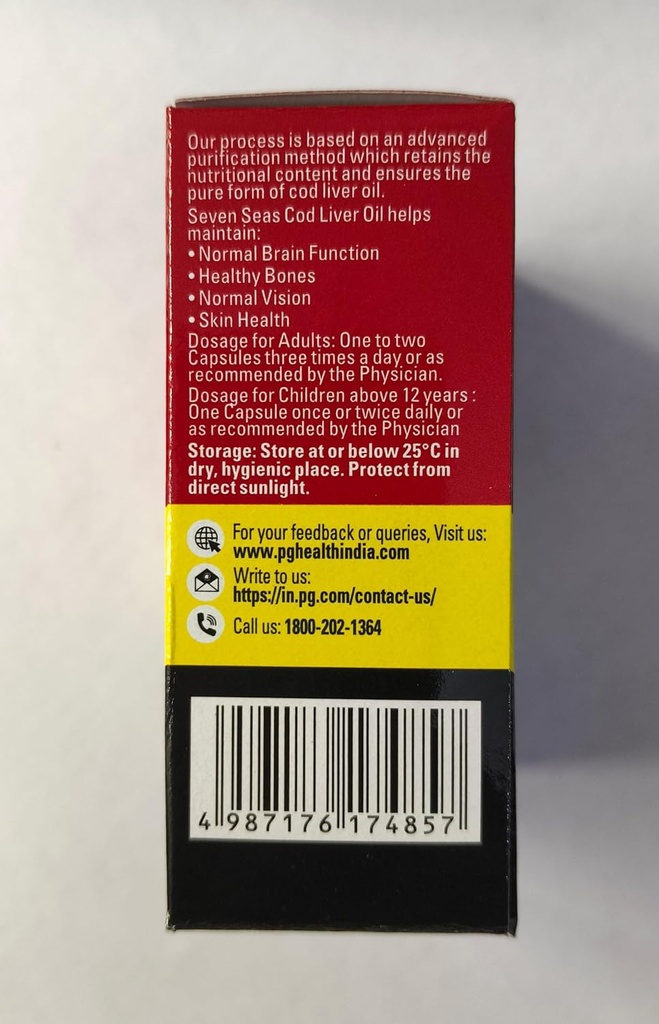 Our process is based on an advanced
purification method which retains the
nutritional content and ensures the
pure form of cod liver oil.
Seven Seas Cod Liver Oil helps
maintain:
• Normal Brain Function
• Healthy Bones
• Normal Vision
• Skin Health
Dosage for Adults: One to two
Capsules three times a day or as
recommended by the Physician.
Dosage for Children above 12 years :
One Capsule once or twice daily or
as recommended by the Physician
Storage: Store at or below 25°C in
dry, hygienic place. Protect from
direct sunlight.
For your feedback or queries, Visit us:
www.pghealthindia.com
Write to us:
https://in.pg.com/contact-us/
Call us: 1800-202-1364
4 987176 174857